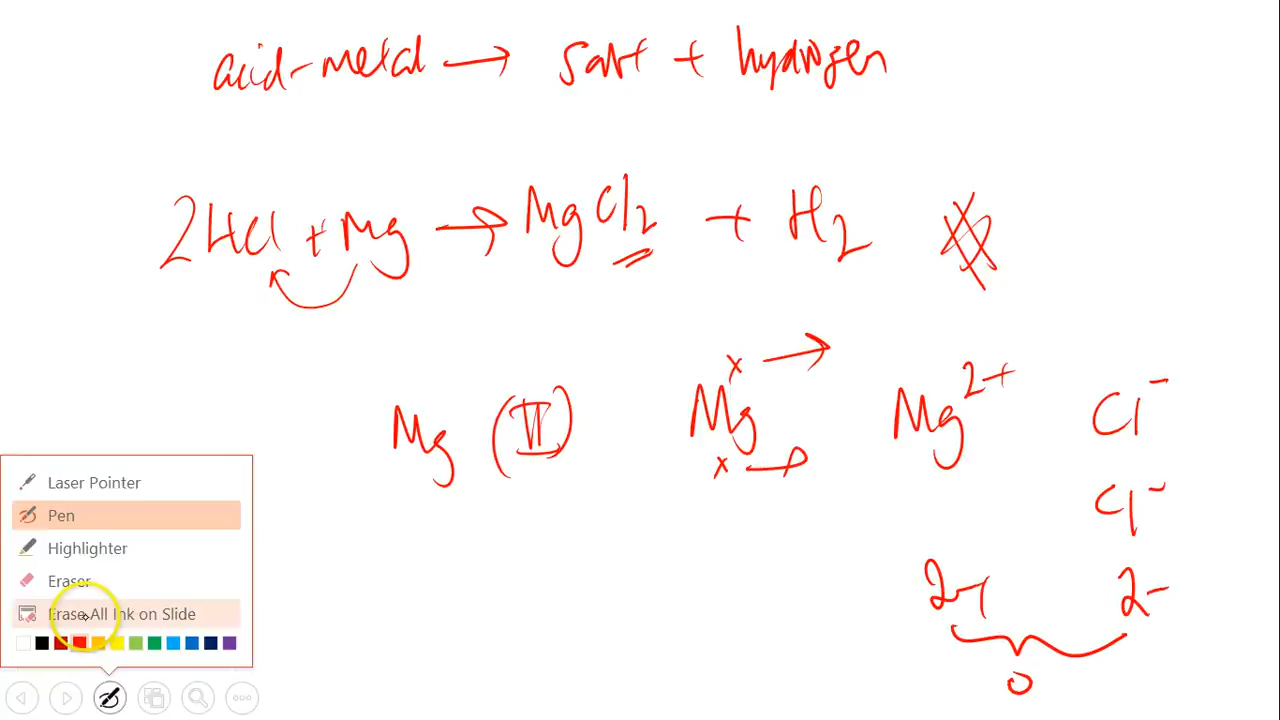 acid-metal → salt + hydrogen
2HCl + Mg → MgCl₂ + H₂
Mg (II) Mg ˣ → ₓ → Mg²⁺ Cl⁻
Cl⁻
2+ 2-
0
Laser Pointer
Pen
Highlighter
Eraser
Erase All Ink on Slide